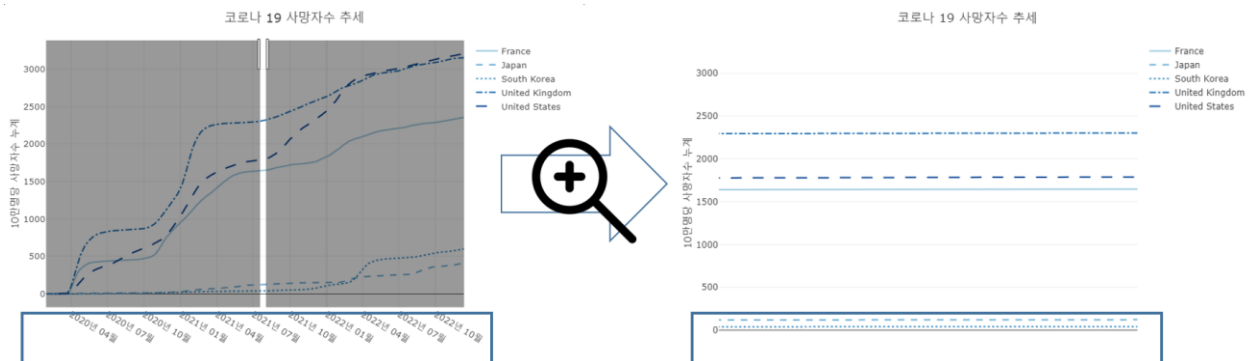 코로나 19 사망자수 추세
10만명당 사망자수 누계
3000
2500
2000
1500
1000
500
0
2020년 04월
2020년 07월
2020년 10월
2021년 01월
2021년 04월
2021년 07월
2021년 10월
2022년 01월
2022년 04월
2022년 07월
2022년 10월
France
Japan
South Korea
United Kingdom
United States
코로나 19 사망자수 추세
10만명당 사망자수 누계
3000
2500
2000
1500
1000
500
0
France
Japan
South Korea
United Kingdom
United States